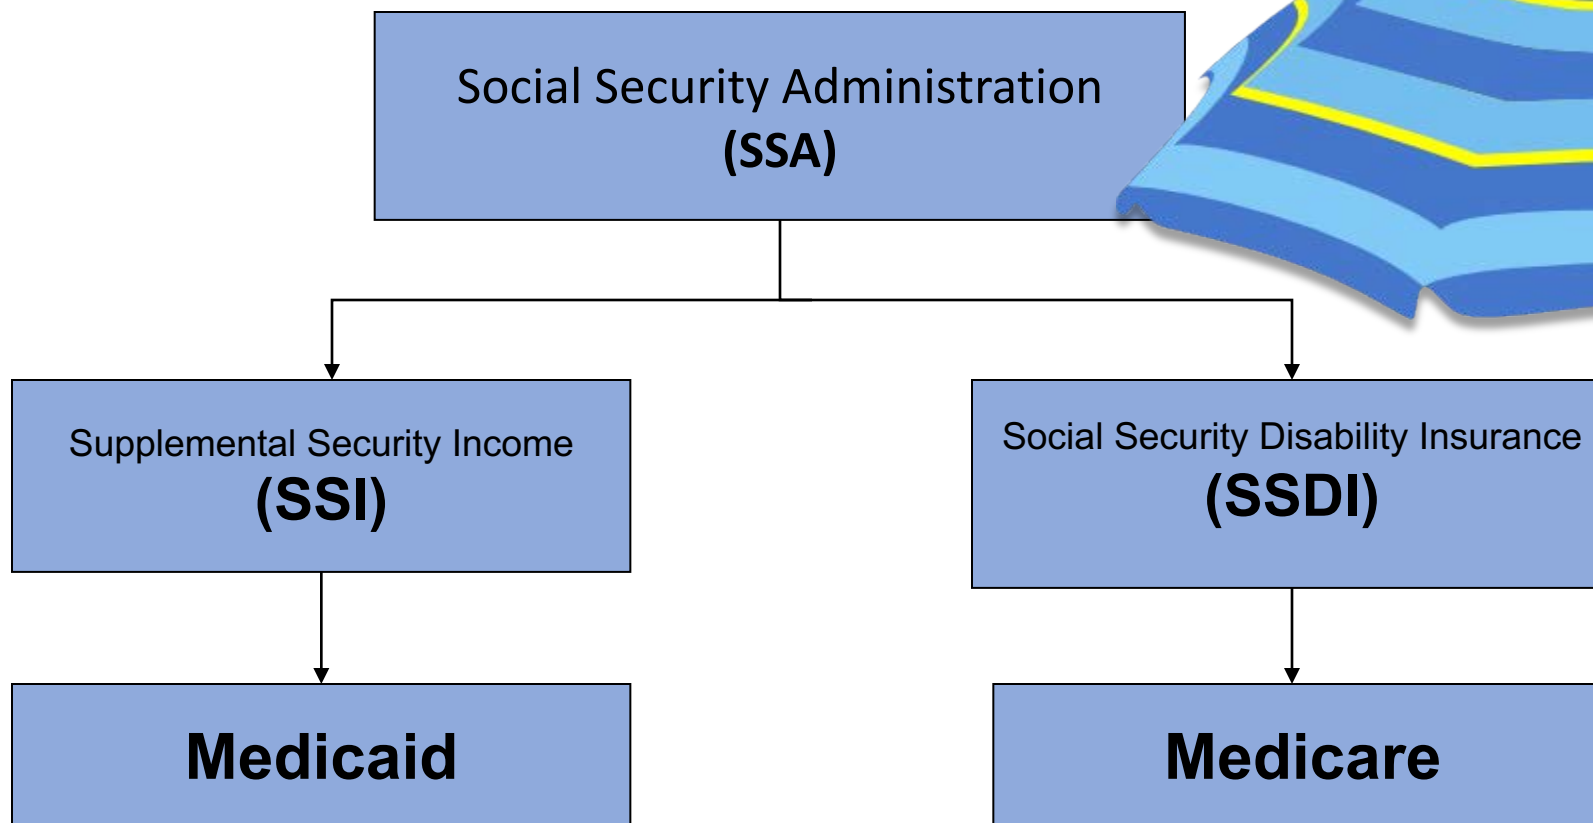 Social Security Administration
(SSA)
Supplemental Security Income
(SSI)
Social Security Disability Insurance
(SSDI)
Medicaid
Medicare